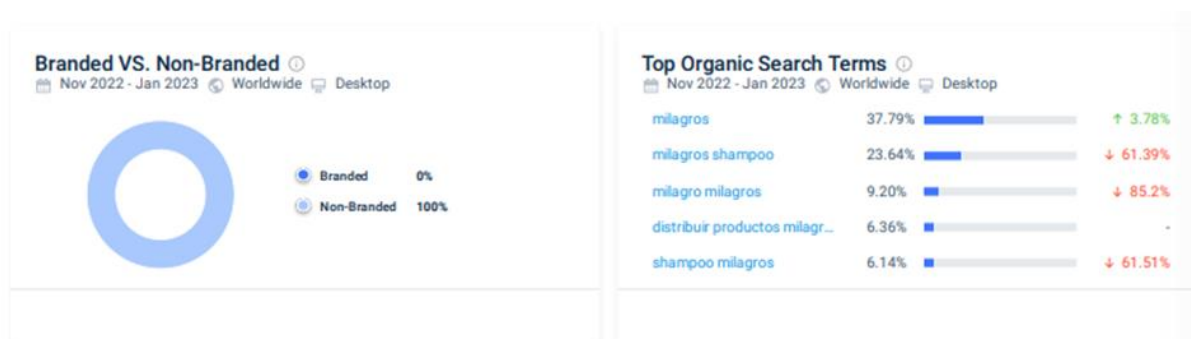 Branded VS. Non-Branded
Nov 2022 - Jan 2023 Worldwide Desktop
Branded 0%
Non-Branded 100%
Top Organic Search Terms
Nov 2022 - Jan 2023 Worldwide Desktop
milagros 37.79% ↑ 3.78%
milagros shampoo 23.64% ↓ 61.39%
milagro milagros 9.20% ↓ 85.2%
distribuir productos milagr... 6.36% -
shampoo milagros 6.14% ↓ 61.51%